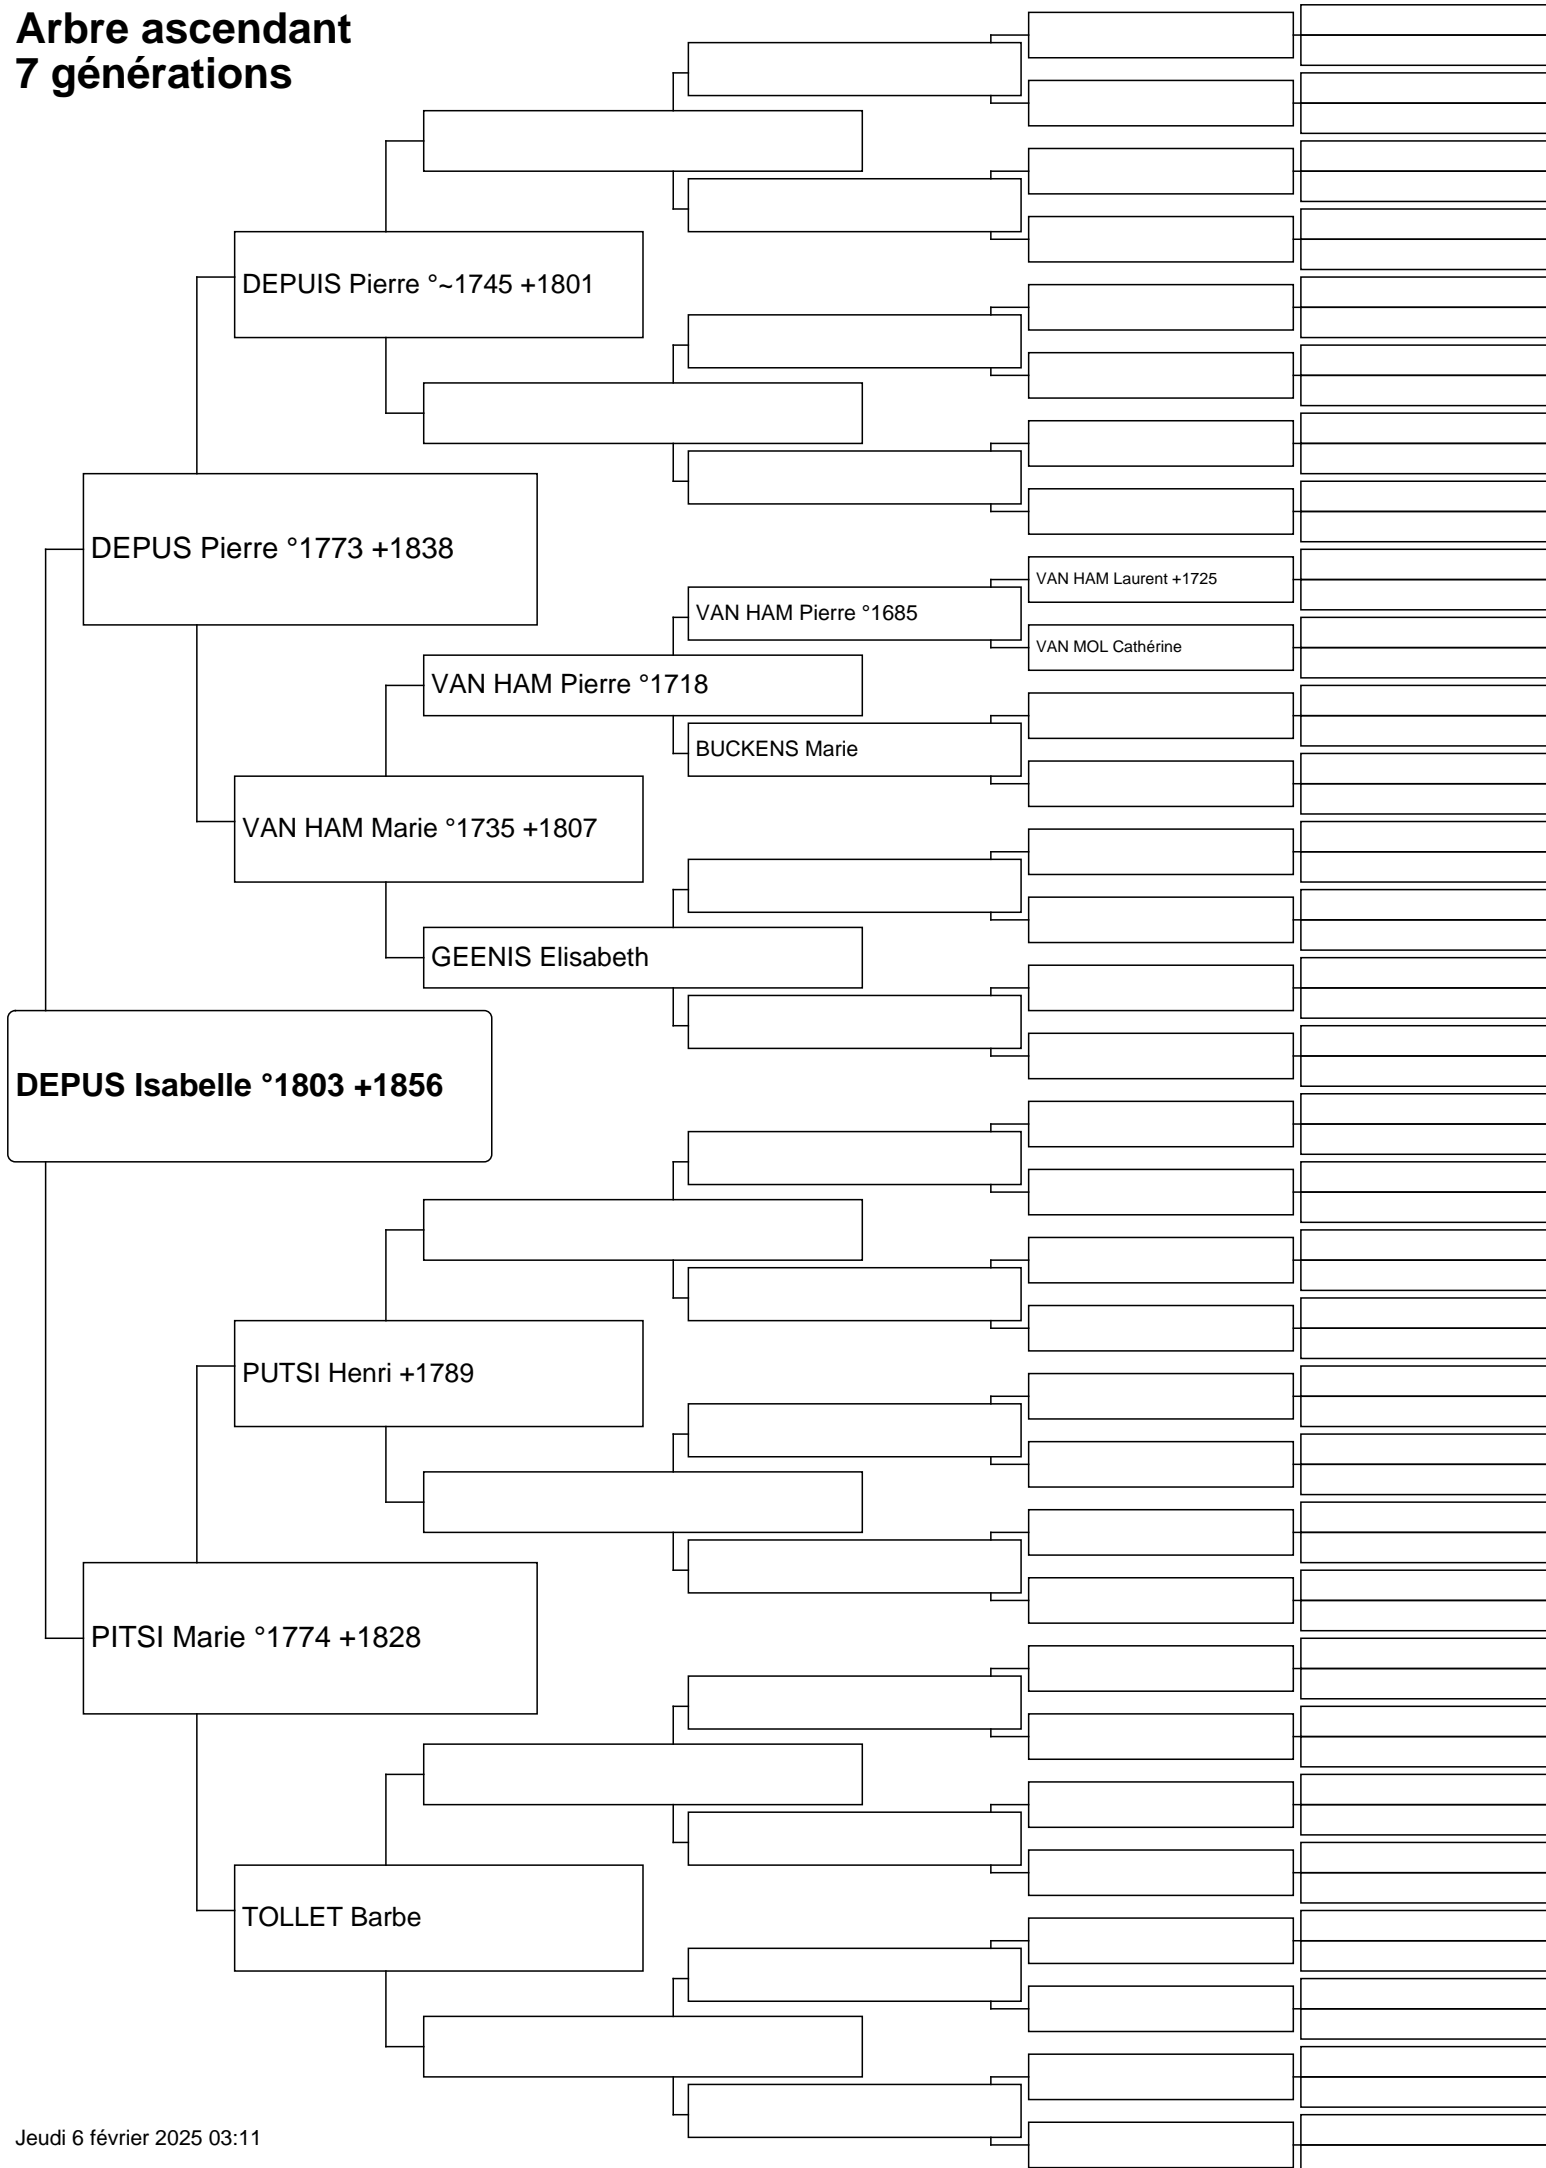 Arbre ascendant
7 générations
DEPUIS Pierre °~1745 +1801
DEPUS Pierre °1773 +1838
VAN HAM Laurent +1725
VAN HAM Pierre °1685
VAN MOL Cathérine
VAN HAM Pierre °1718
BUCKENS Marie
VAN HAM Marie °1735 +1807
GEENIS Elisabeth
DEPUS Isabelle °1803 +1856
PUTSI Henri +1789
PITSI Marie °1774 +1828
TOLLET Barbe
Jeudi 6 février 2025 03:11